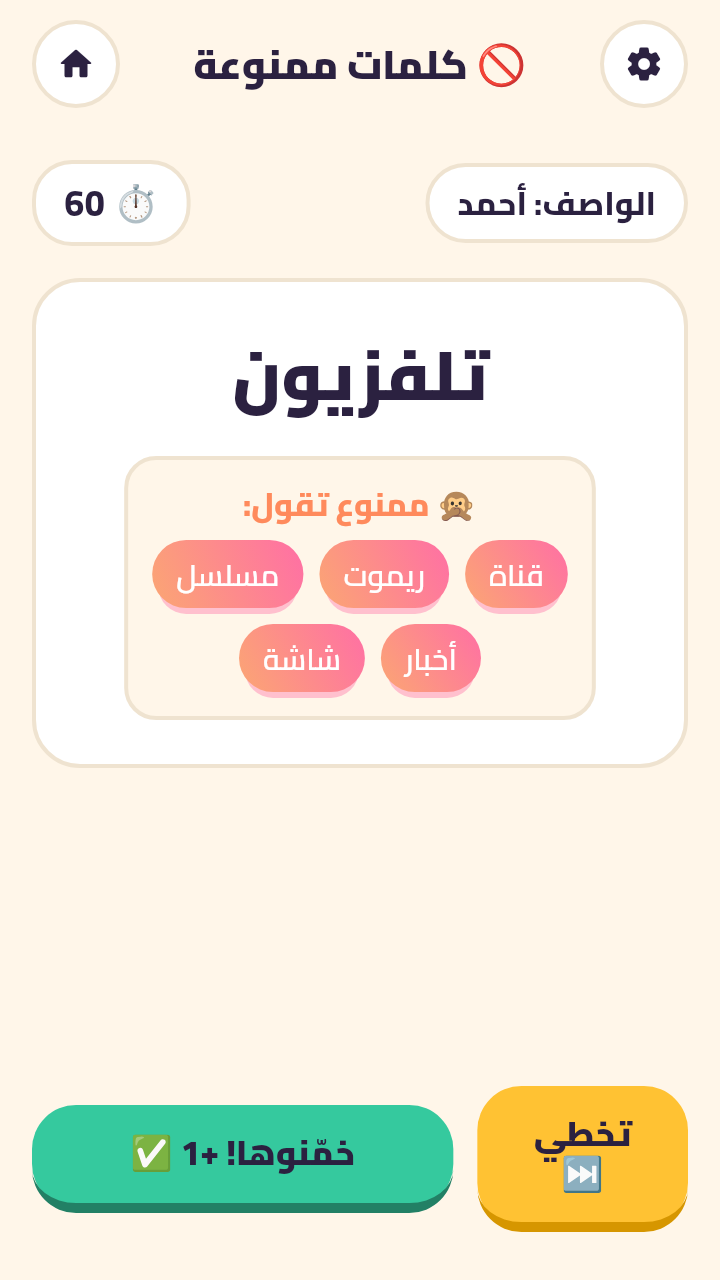 🚫 كلمات ممنوعة
الواصف: أحمد
⏱️ 60
تلفزيون
🙊 ممنوع تقول:
قناة ريموت مسلسل
أخبار شاشة
تخطي ⏭️
خمّنوها! +1 ✅